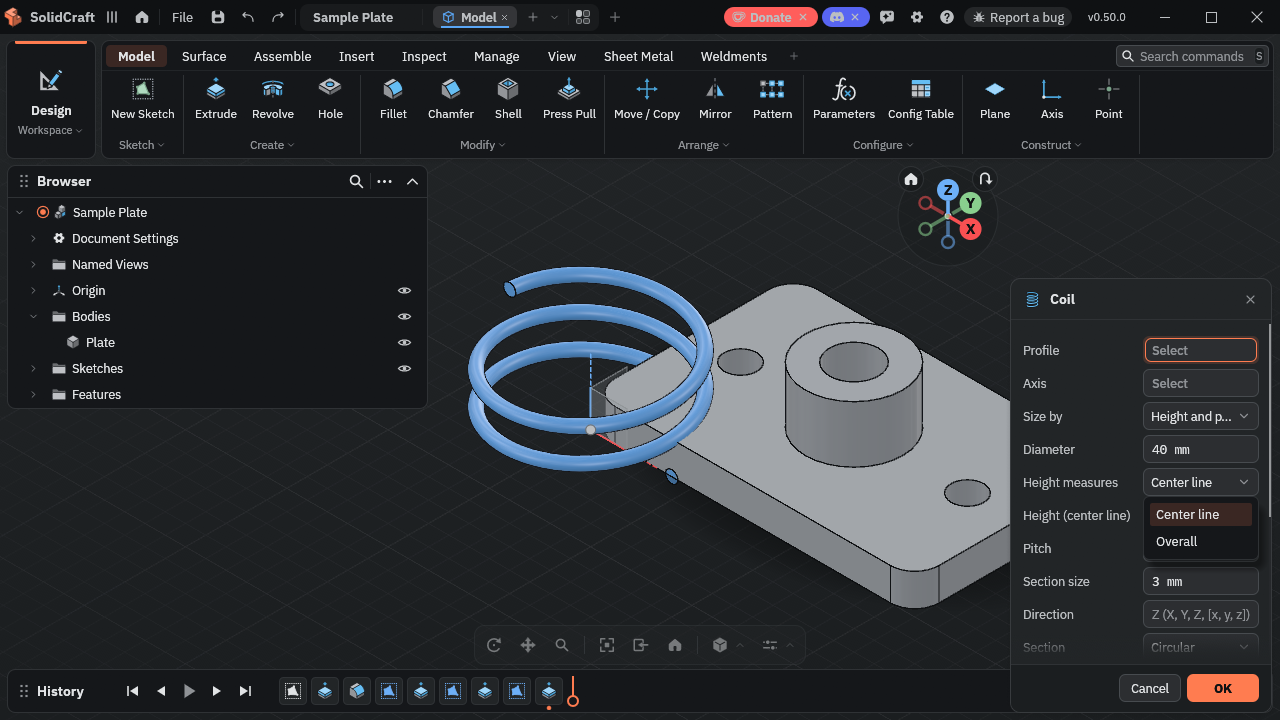 SolidCraft
File
Sample Plate
Model
Donate
Report a bug
v0.50.0
Design
Workspace
Model
Surface
Assemble
Insert
Inspect
Manage
View
Sheet Metal
Weldments
Search commands
S
New Sketch
Extrude
Revolve
Hole
Fillet
Chamfer
Shell
Press Pull
Move / Copy
Mirror
Pattern
Parameters
Config Table
Plane
Axis
Point
Sketch
Create
Modify
Arrange
Configure
Construct
Browser
Sample Plate
Document Settings
Named Views
Origin
Bodies
Plate
Sketches
Features
Z
Y
X
Coil
Profile
Select
Axis
Select
Size by
Height and p...
Diameter
40 mm
Height measures
Center line
Height (center line)
Center line
Overall
Pitch
Section size
3 mm
Direction
Z (X, Y, Z, [x, y, z])
Section
Circular
Cancel
OK
History